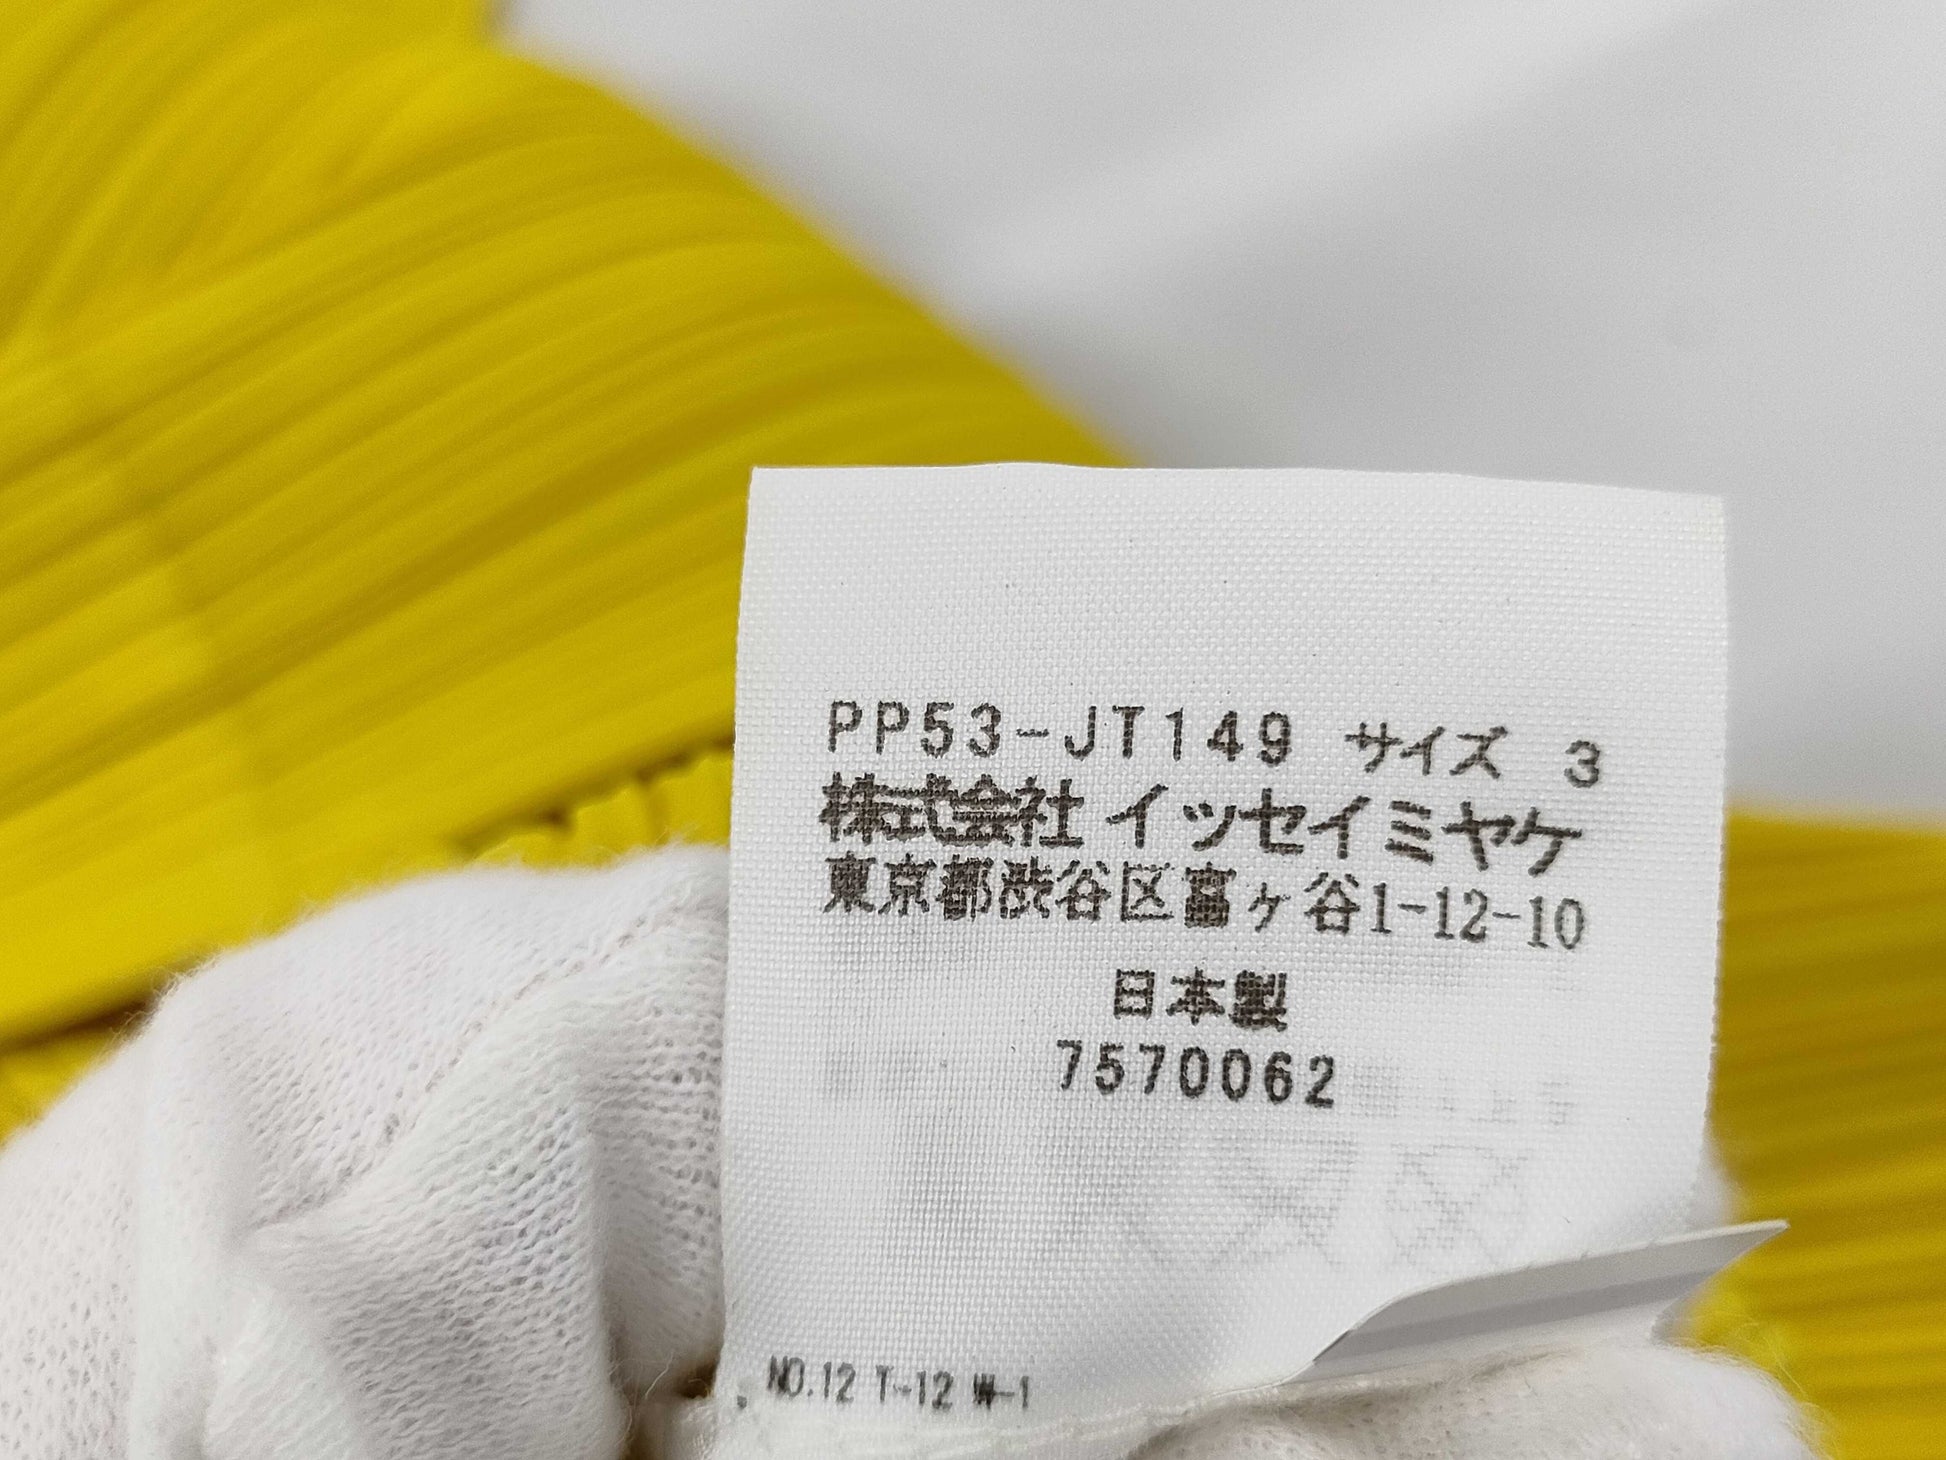 PP53-JT149 サイズ 3
株式会社 イッセイミヤケ
東京都渋谷区富ヶ谷1-12-10
日本製
7570062
NO.12 T-12 W-1